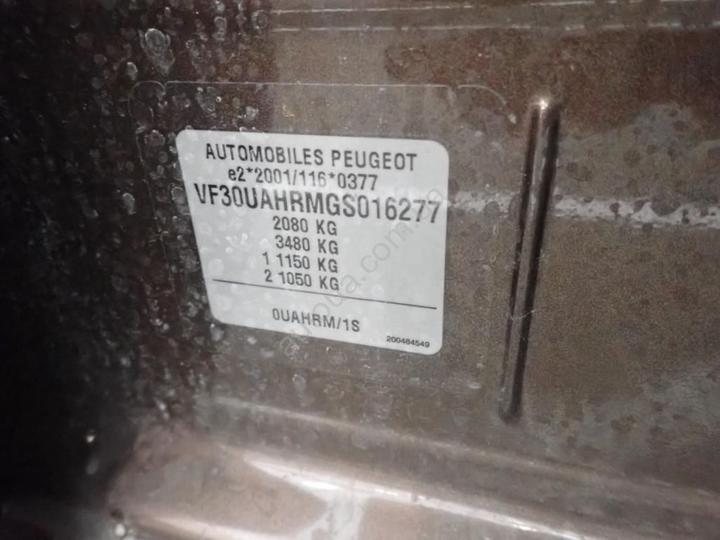 AUTOMOBILES PEUGEOT
e2*2001/116*0377
VF30UAHRMGS016277
2080 KG
3480 KG
1 1150 KG
2 1050 KG
0UAHRM/1S
200484549